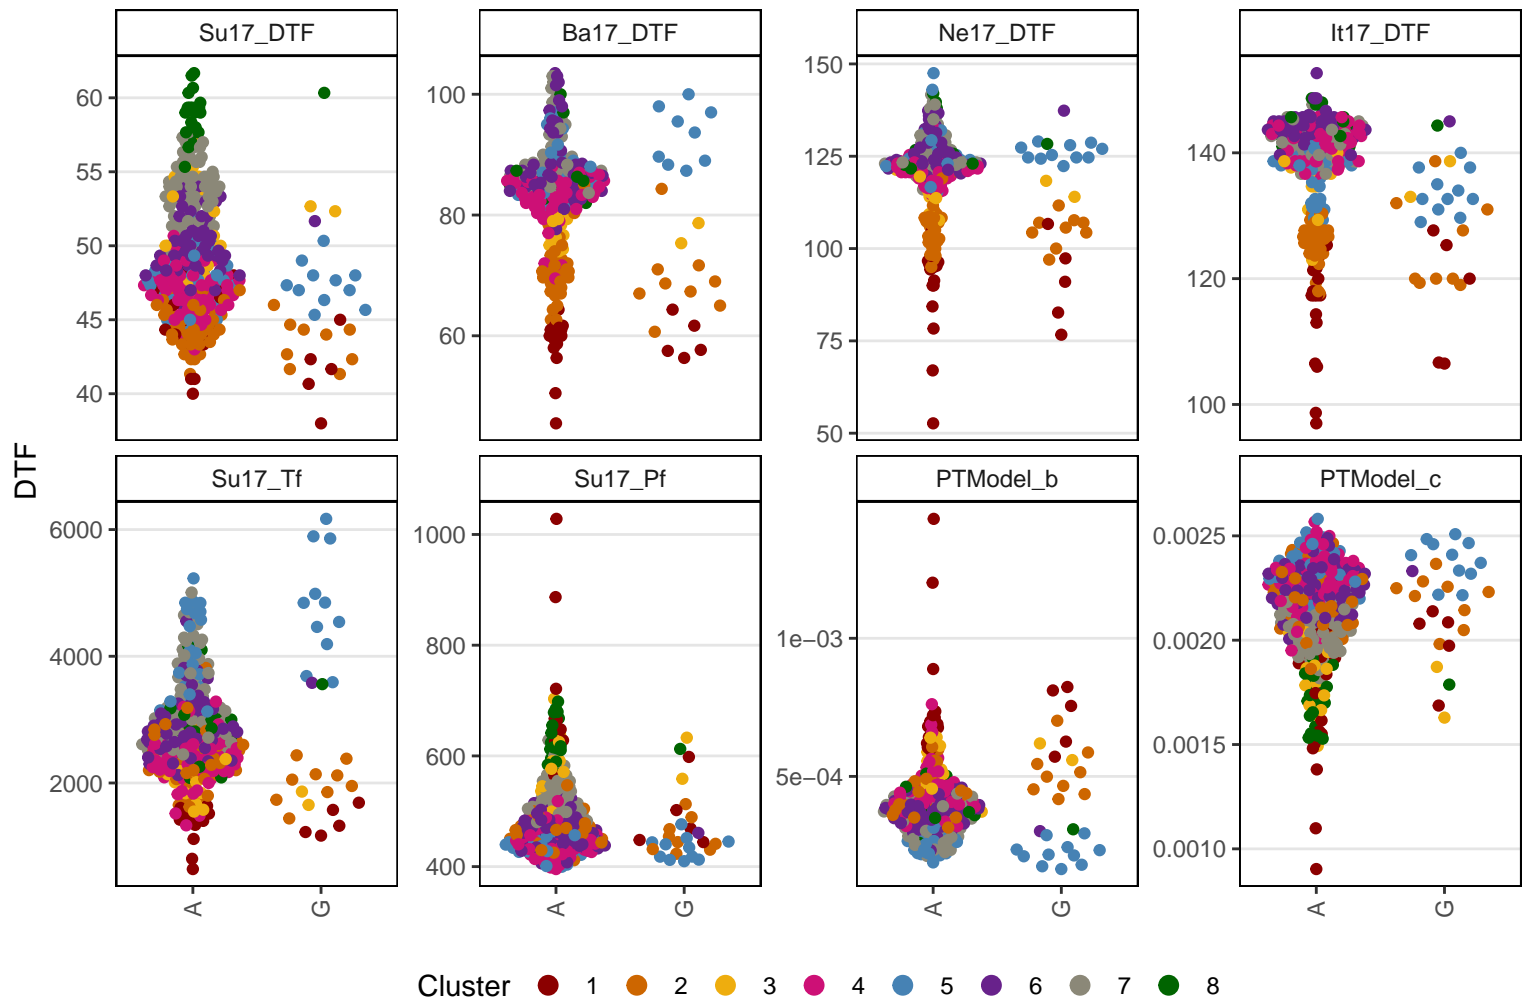 Su17_DTF
Ba17_DTF
Ne17_DTF
It17_DTF
60
55
50
45
40
100
80
60
150
125
100
75
50
140
120
100
DTF
Su17_Tf
Su17_Pf
PTModel_b
PTModel_c
6000
4000
2000
1000
800
600
400
1e−03
5e−04
0.0025
0.0020
0.0015
0.0010
A
G
A
G
A
G
A
G
Cluster 1 2 3 4 5 6 7 8